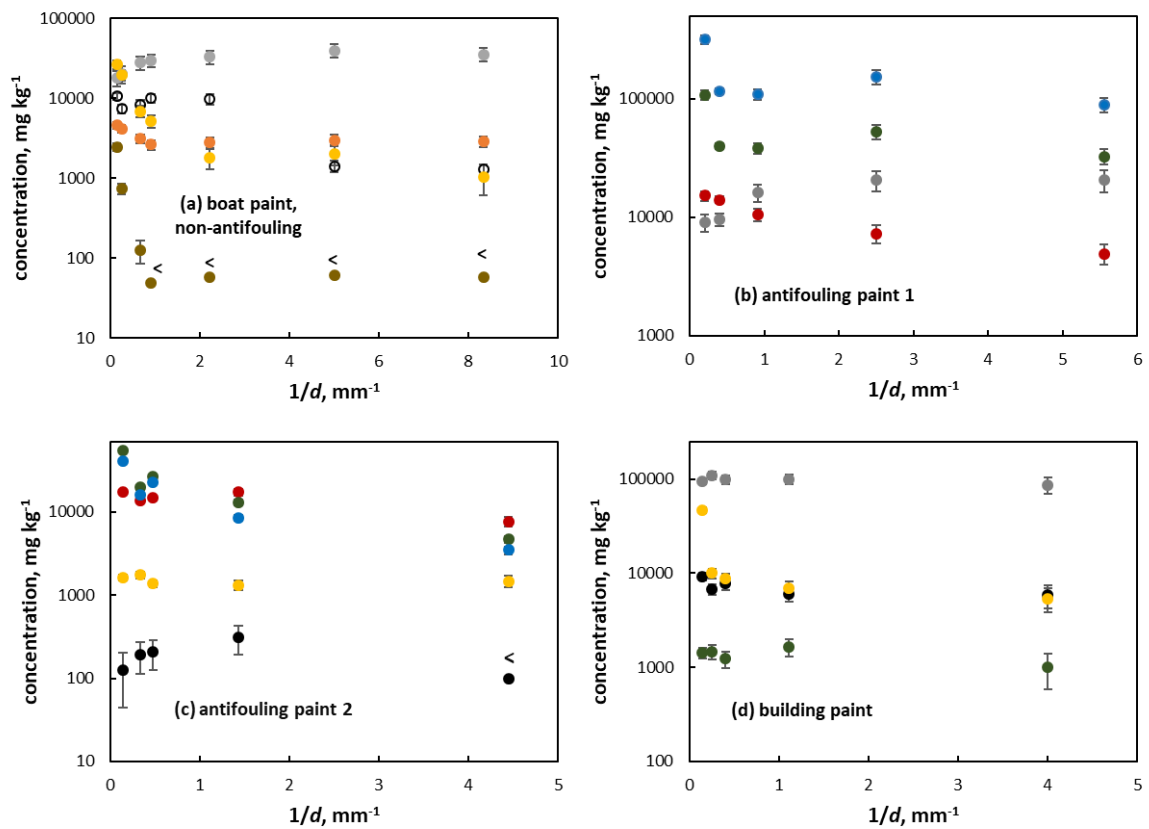 100000
10000
1000
100
10
concentration, mg kg⁻¹
(a) boat paint,
non-antifouling
<
<
<
<
0 2 4 6 8 10
1/d, mm⁻¹
100000
10000
1000
concentration, mg kg⁻¹
(b) antifouling paint 1
0 1 2 3 4 5 6
1/d, mm⁻¹
10000
1000
100
10
concentration, mg kg⁻¹
<
(c) antifouling paint 2
0 1 2 3 4 5
1/d, mm⁻¹
100000
10000
1000
100
concentration, mg kg⁻¹
(d) building paint
0 1 2 3 4 5
1/d, mm⁻¹